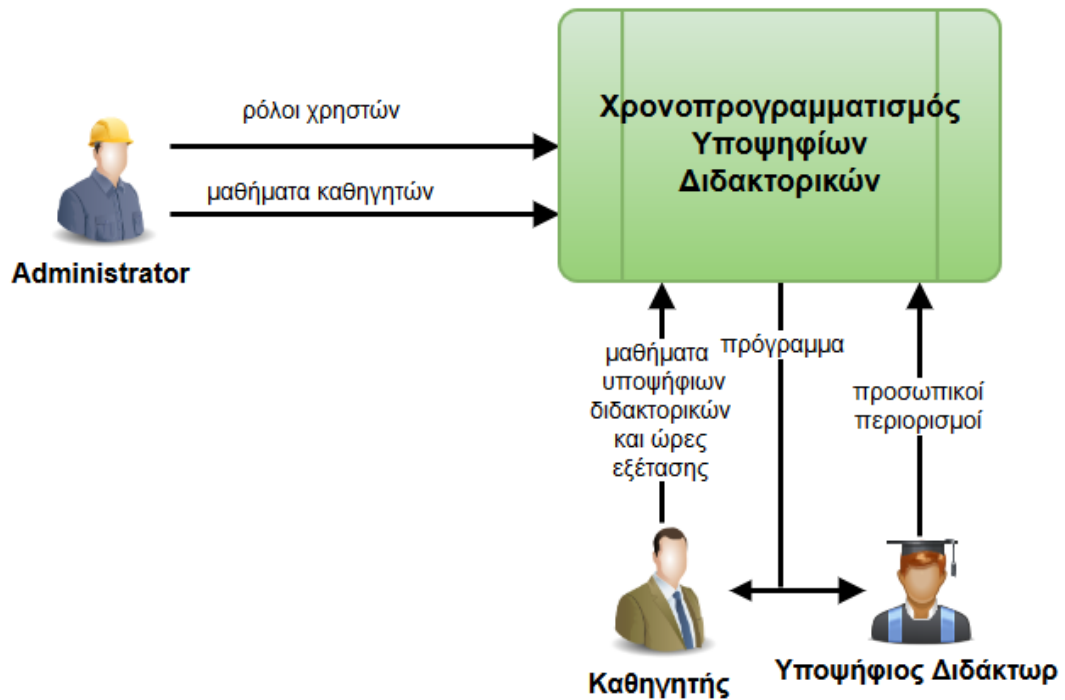 Χρονοπρογραμματισμός
Υποψηφίων
Διδακτορικών
ρόλοι χρηστών
μαθήματα καθηγητών
Administrator
μαθήματα
υποψήφιων
διδακτορικών
και ώρες
εξέτασης
πρόγραμμα
προσωπικοί
περιορισμοί
Καθηγητής
Υποψήφιος Διδάκτωρ